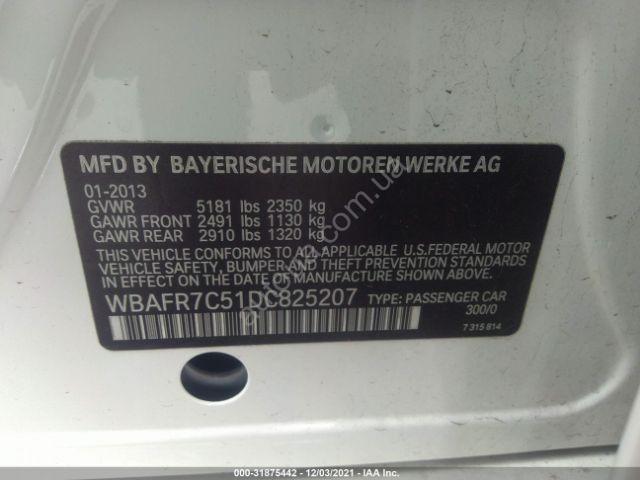 MFD BY BAYERISCHE MOTOREN WERKE AG
01-2013
GVWR 5181 lbs 2350 kg
GAWR FRONT 2491 lbs 1130 kg
GAWR REAR 2910 lbs 1320 kg
THIS VEHICLE CONFORMS TO ALL APPLICABLE U.S.FEDERAL MOTOR
VEHICLE SAFETY, BUMPER AND THEFT PREVENTION STANDARDS
IN EFFECT ON THE DATE OF MANUFACTURE SHOWN ABOVE.
WBAFR7C51DC825207 TYPE: PASSENGER CAR
300/0
7 315 814
000-31875442 - 12/03/2021 - IAAI.com